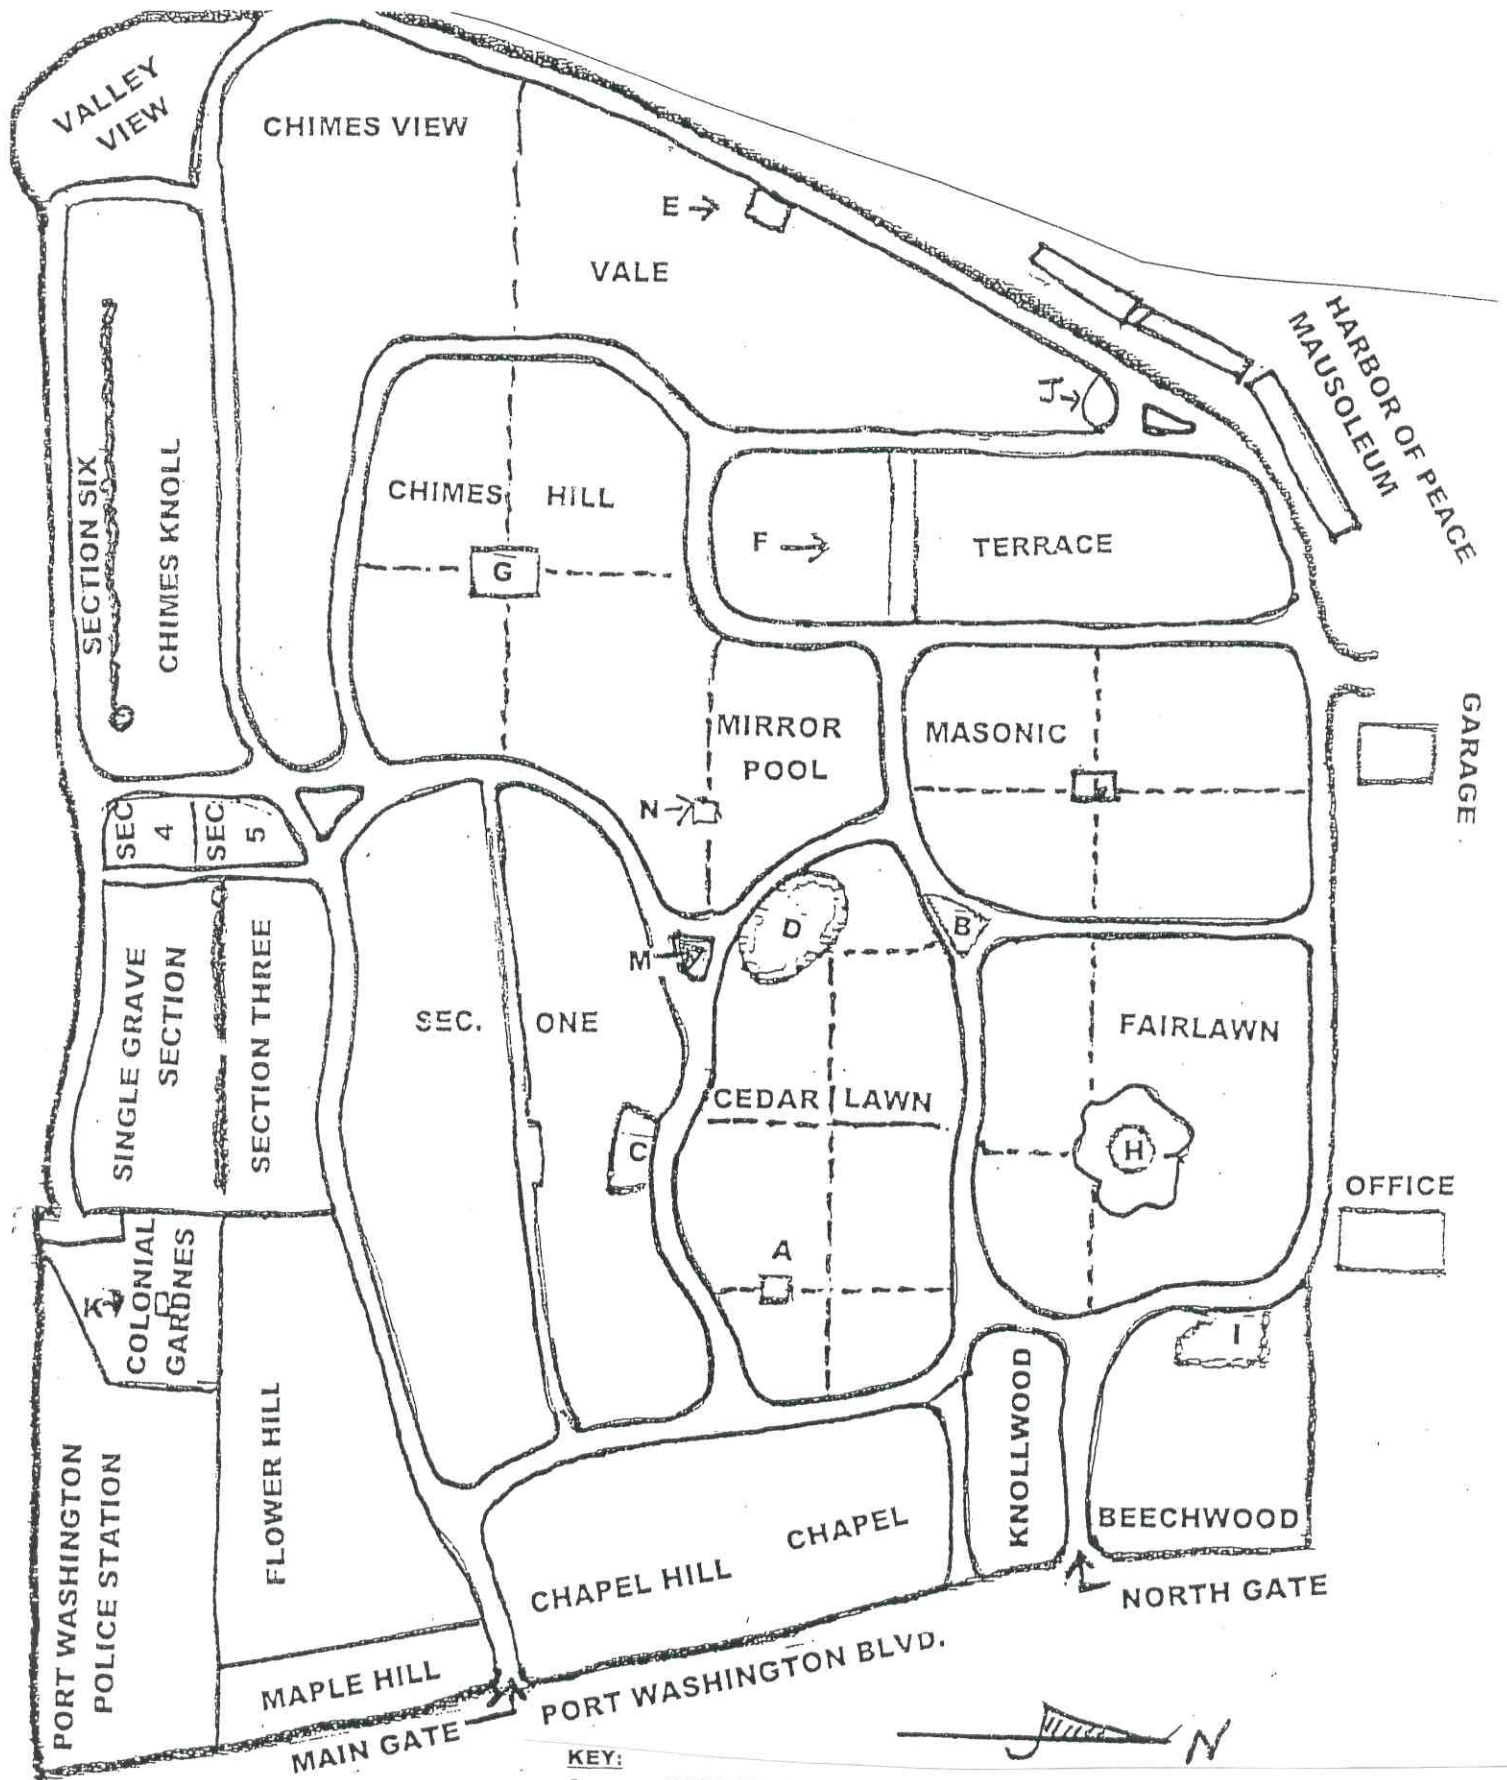 VALLEY
VIEW
CHIMES VIEW
E
VALE
HARBOR OF PEACE
MAUSOLEUM
J
SECTION SIX
CHIMES KNOLL
CHIMES HILL
G
F
TERRACE
MIRROR
POOL
N
MASONIC
GARAGE
SEC
4
SEC
5
SINGLE GRAVE
SECTION
SECTION THREE
SEC. ONE
M
D
B
C
CEDAR LAWN
A
FAIRLAWN
H
OFFICE
I
COLONIAL
GARDNES
K
KNOLLWOOD
BEECHWOOD
NORTH GATE
FLOWER HILL
PORT WASHINGTON
POLICE STATION
CHAPEL HILL
CHAPEL
MAPLE HILL
MAIN GATE
PORT WASHINGTON BLVD.
N
KEY: